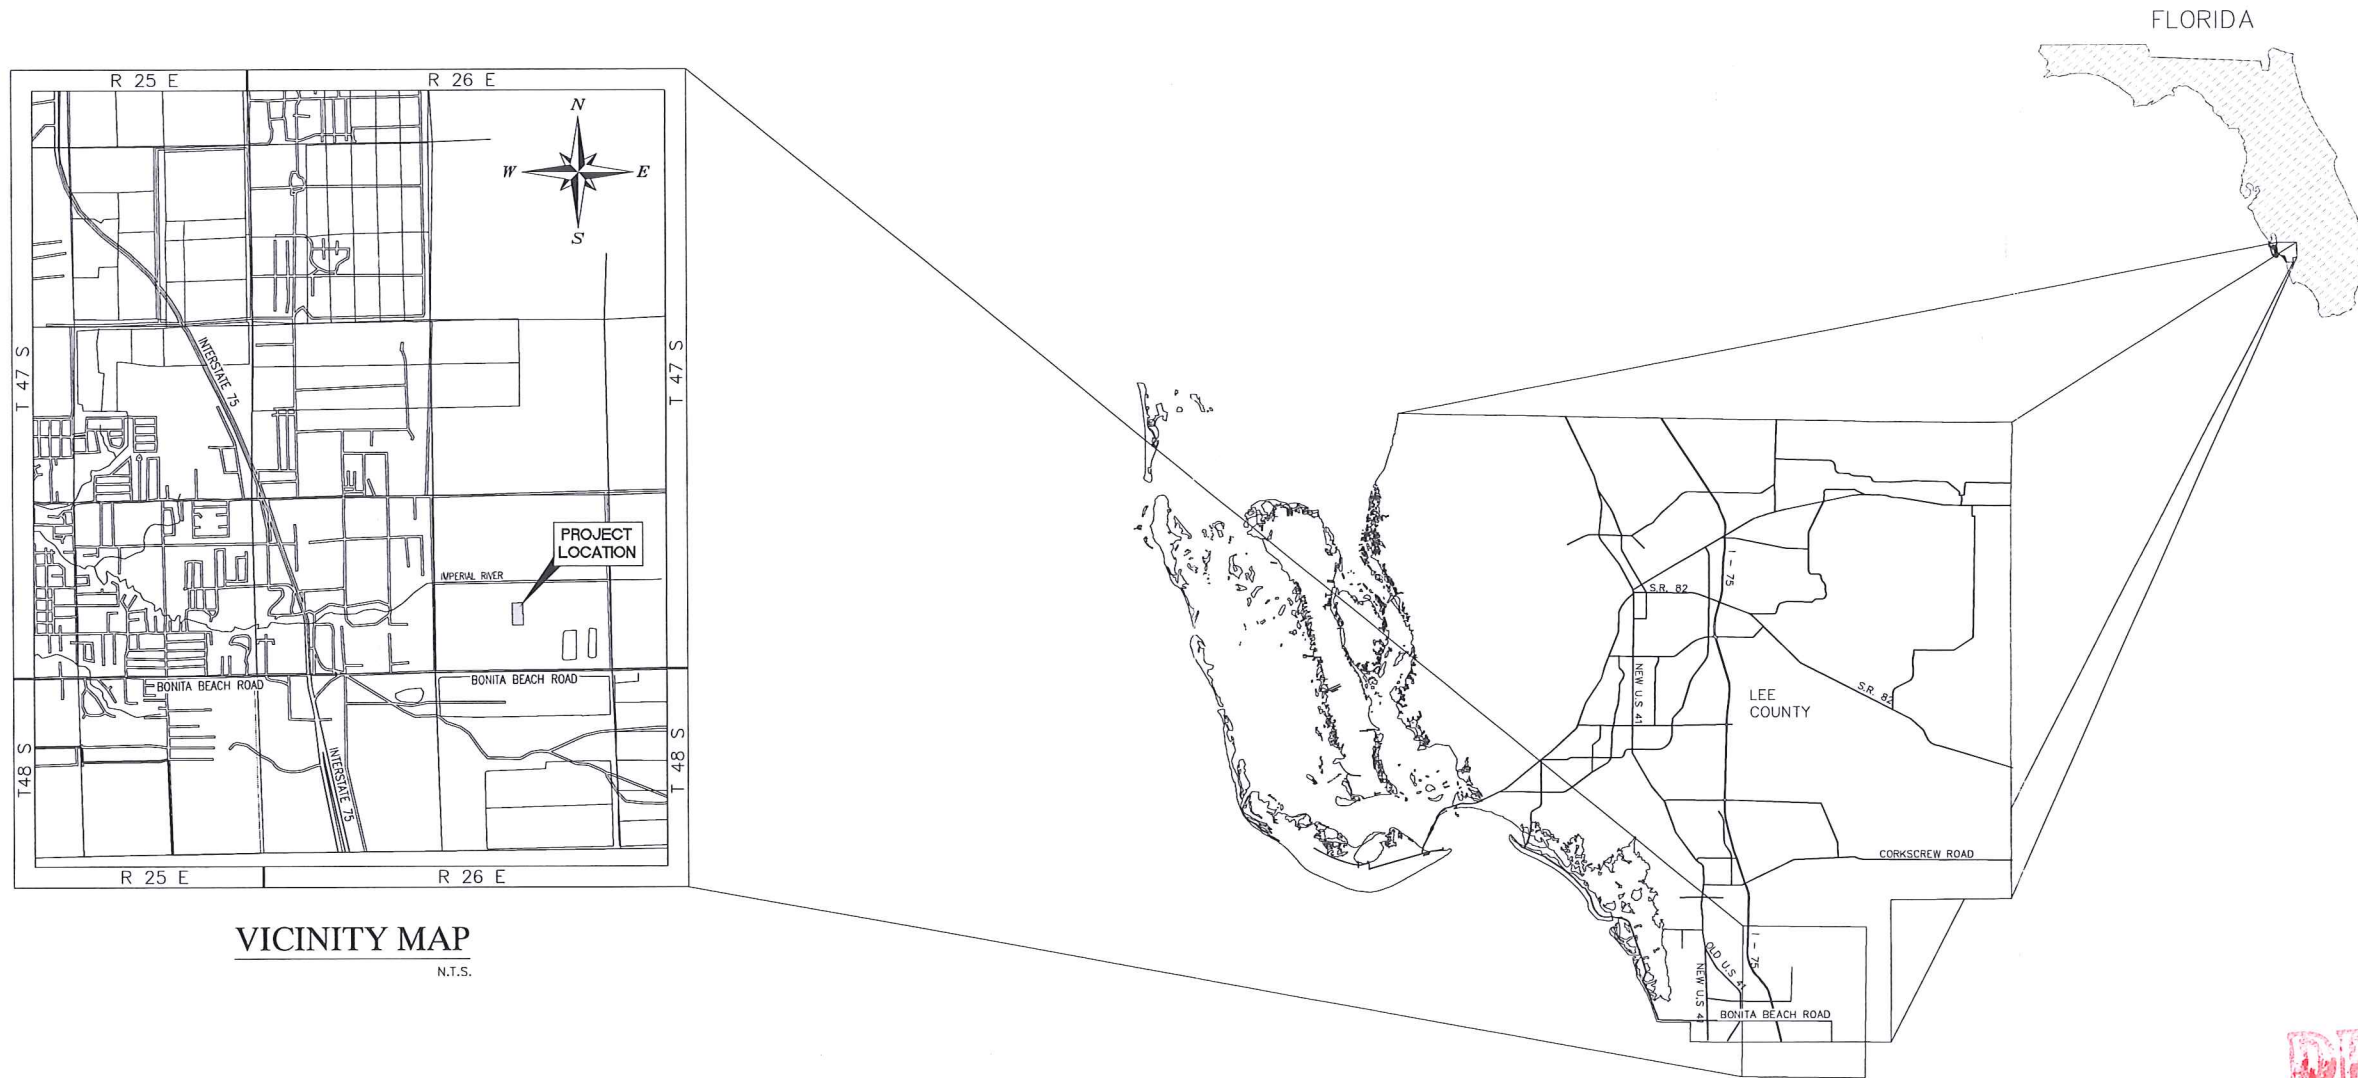 FLORIDA
R 25 E
R 26 E
N
W
E
S
T 47 S
T 47 S
INTERSTATE 75
PROJECT
LOCATION
IMPERIAL RIVER
BONITA BEACH ROAD
BONITA BEACH ROAD
T48 S
T 48 S
INTERSTATE 75
R 25 E
R 26 E
VICINITY MAP
N.T.S.
I - 75
S.R. 82
NEW U.S 41
LEE
COUNTY
S.R. 82
CORKSCREW ROAD
OLD U.S 41
I - 75
NEW U.S 41
BONITA BEACH ROAD